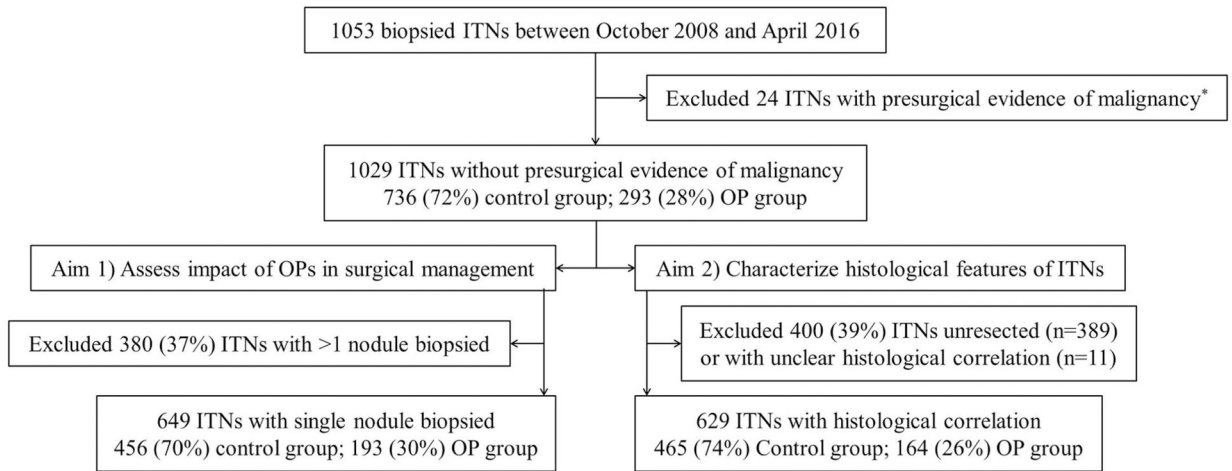 1053 biopsied ITNs between October 2008 and April 2016
Excluded 24 ITNs with presurgical evidence of malignancy*
1029 ITNs without presurgical evidence of malignancy
736 (72%) control group; 293 (28%) OP group
Aim 1) Assess impact of OPs in surgical management
Aim 2) Characterize histological features of ITNs
Excluded 380 (37%) ITNs with >1 nodule biopsied
Excluded 400 (39%) ITNs unresected (n=389)
or with unclear histological correlation (n=11)
649 ITNs with single nodule biopsied
456 (70%) control group; 193 (30%) OP group
629 ITNs with histological correlation
465 (74%) Control group; 164 (26%) OP group